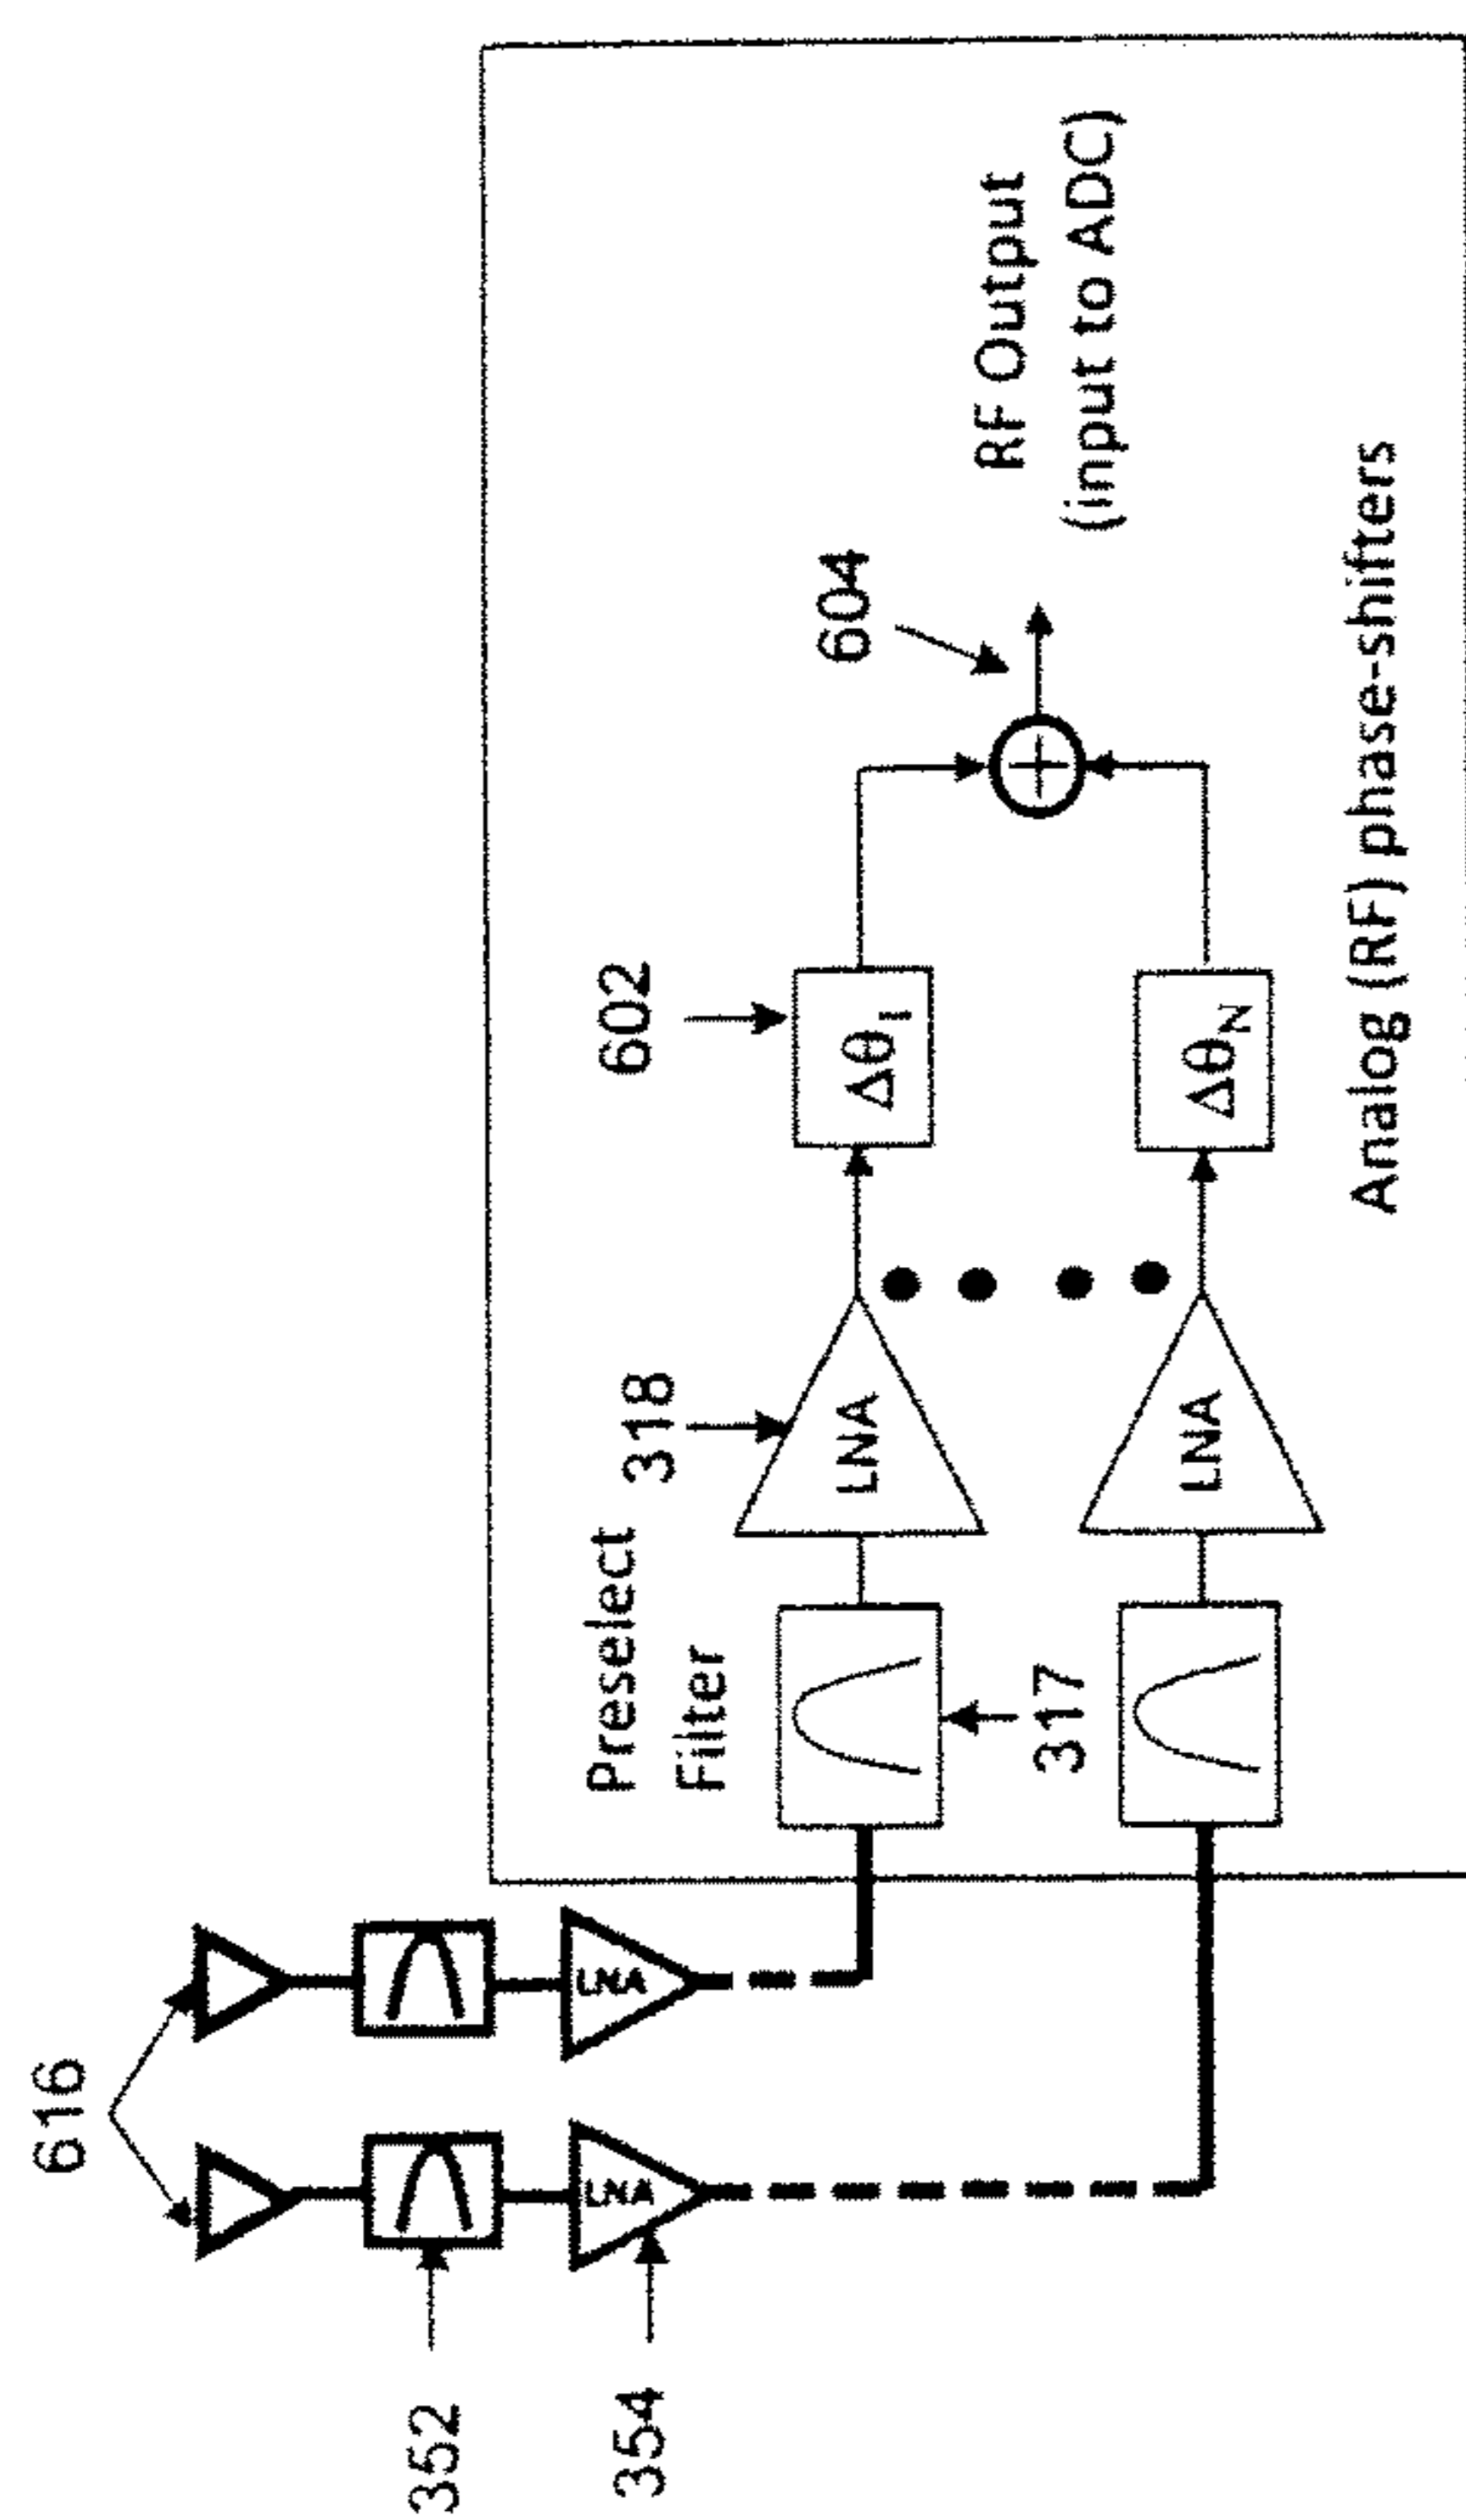 616
352
354
Preselect
Filter
317
318
LNA
LNA
LNA
LNA
602
Δθ1
ΔθN
604
RF Output
(input to ADC)
Analog (RF) phase-shifters